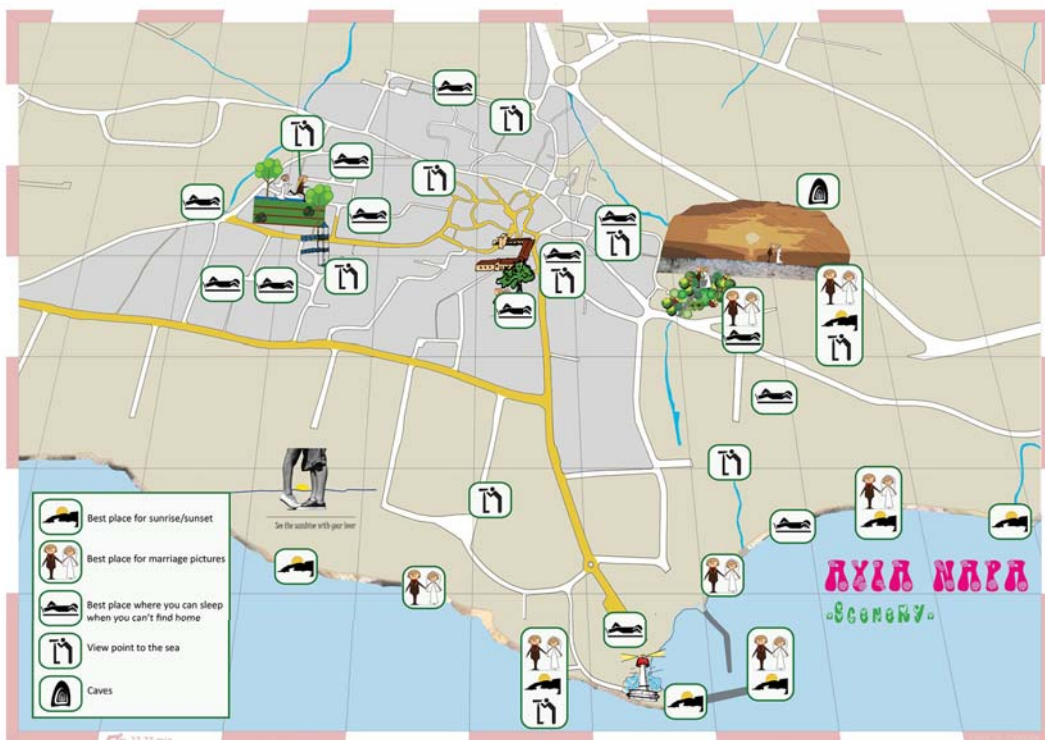 See the sunshine with your lover
Best place for sunrise/sunset
Best place for marriage pictures
Best place where you can sleep
when you can't find home
View point to the sea
Caves
AYIA NAPA
-SCENERY-